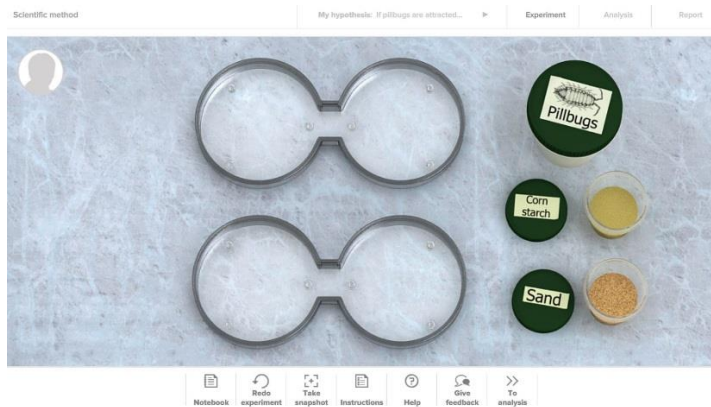 Scientific method
My hypothesis: If pillbugs are attracted...
Experiment
Analysis
Report
Pillbugs
Corn
starch
Sand
Notebook
Redo
experiment
Take
snapshot
Instructions
Help
Give
feedback
To
analysis